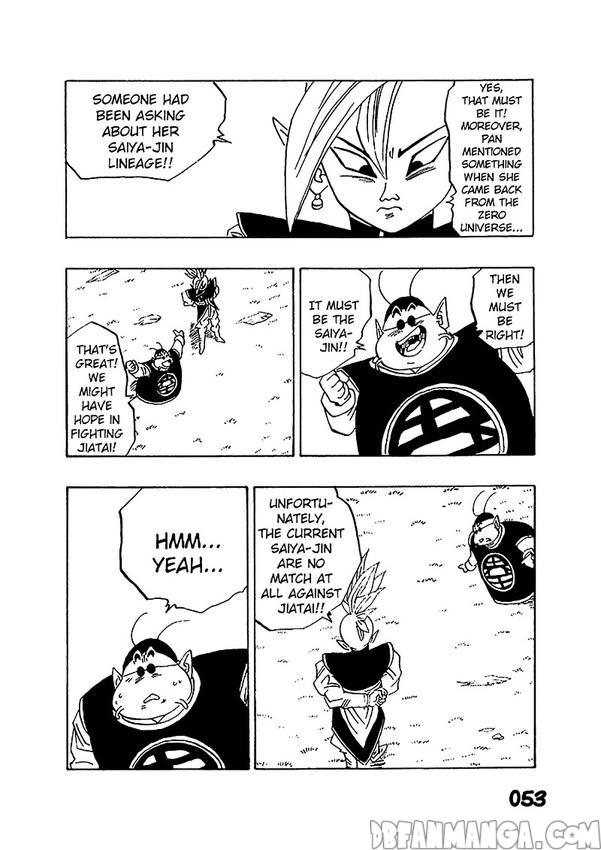 YES,
THAT MUST
BE IT!
MOREOVER,
PAN
MENTIONED
SOMETHING
WHEN SHE
CAME BACK
FROM THE
ZERO
UNIVERSE...
SOMEONE HAD
BEEN ASKING
ABOUT HER
SAIYA-JIN
LINEAGE!!
THEN
WE
MUST BE
RIGHT!
IT MUST
BE THE
SAIYA-
JIN!!
THAT'S
GREAT!
WE
MIGHT
HAVE
HOPE IN
FIGHTING
JIATAI!
UNFORTU-
NATELY,
THE CURRENT
SAIYA-JIN
ARE NO
MATCH AT
ALL AGAINST
JIATAI!!
HMM...
YEAH...
053
DBFANMANGA.COM